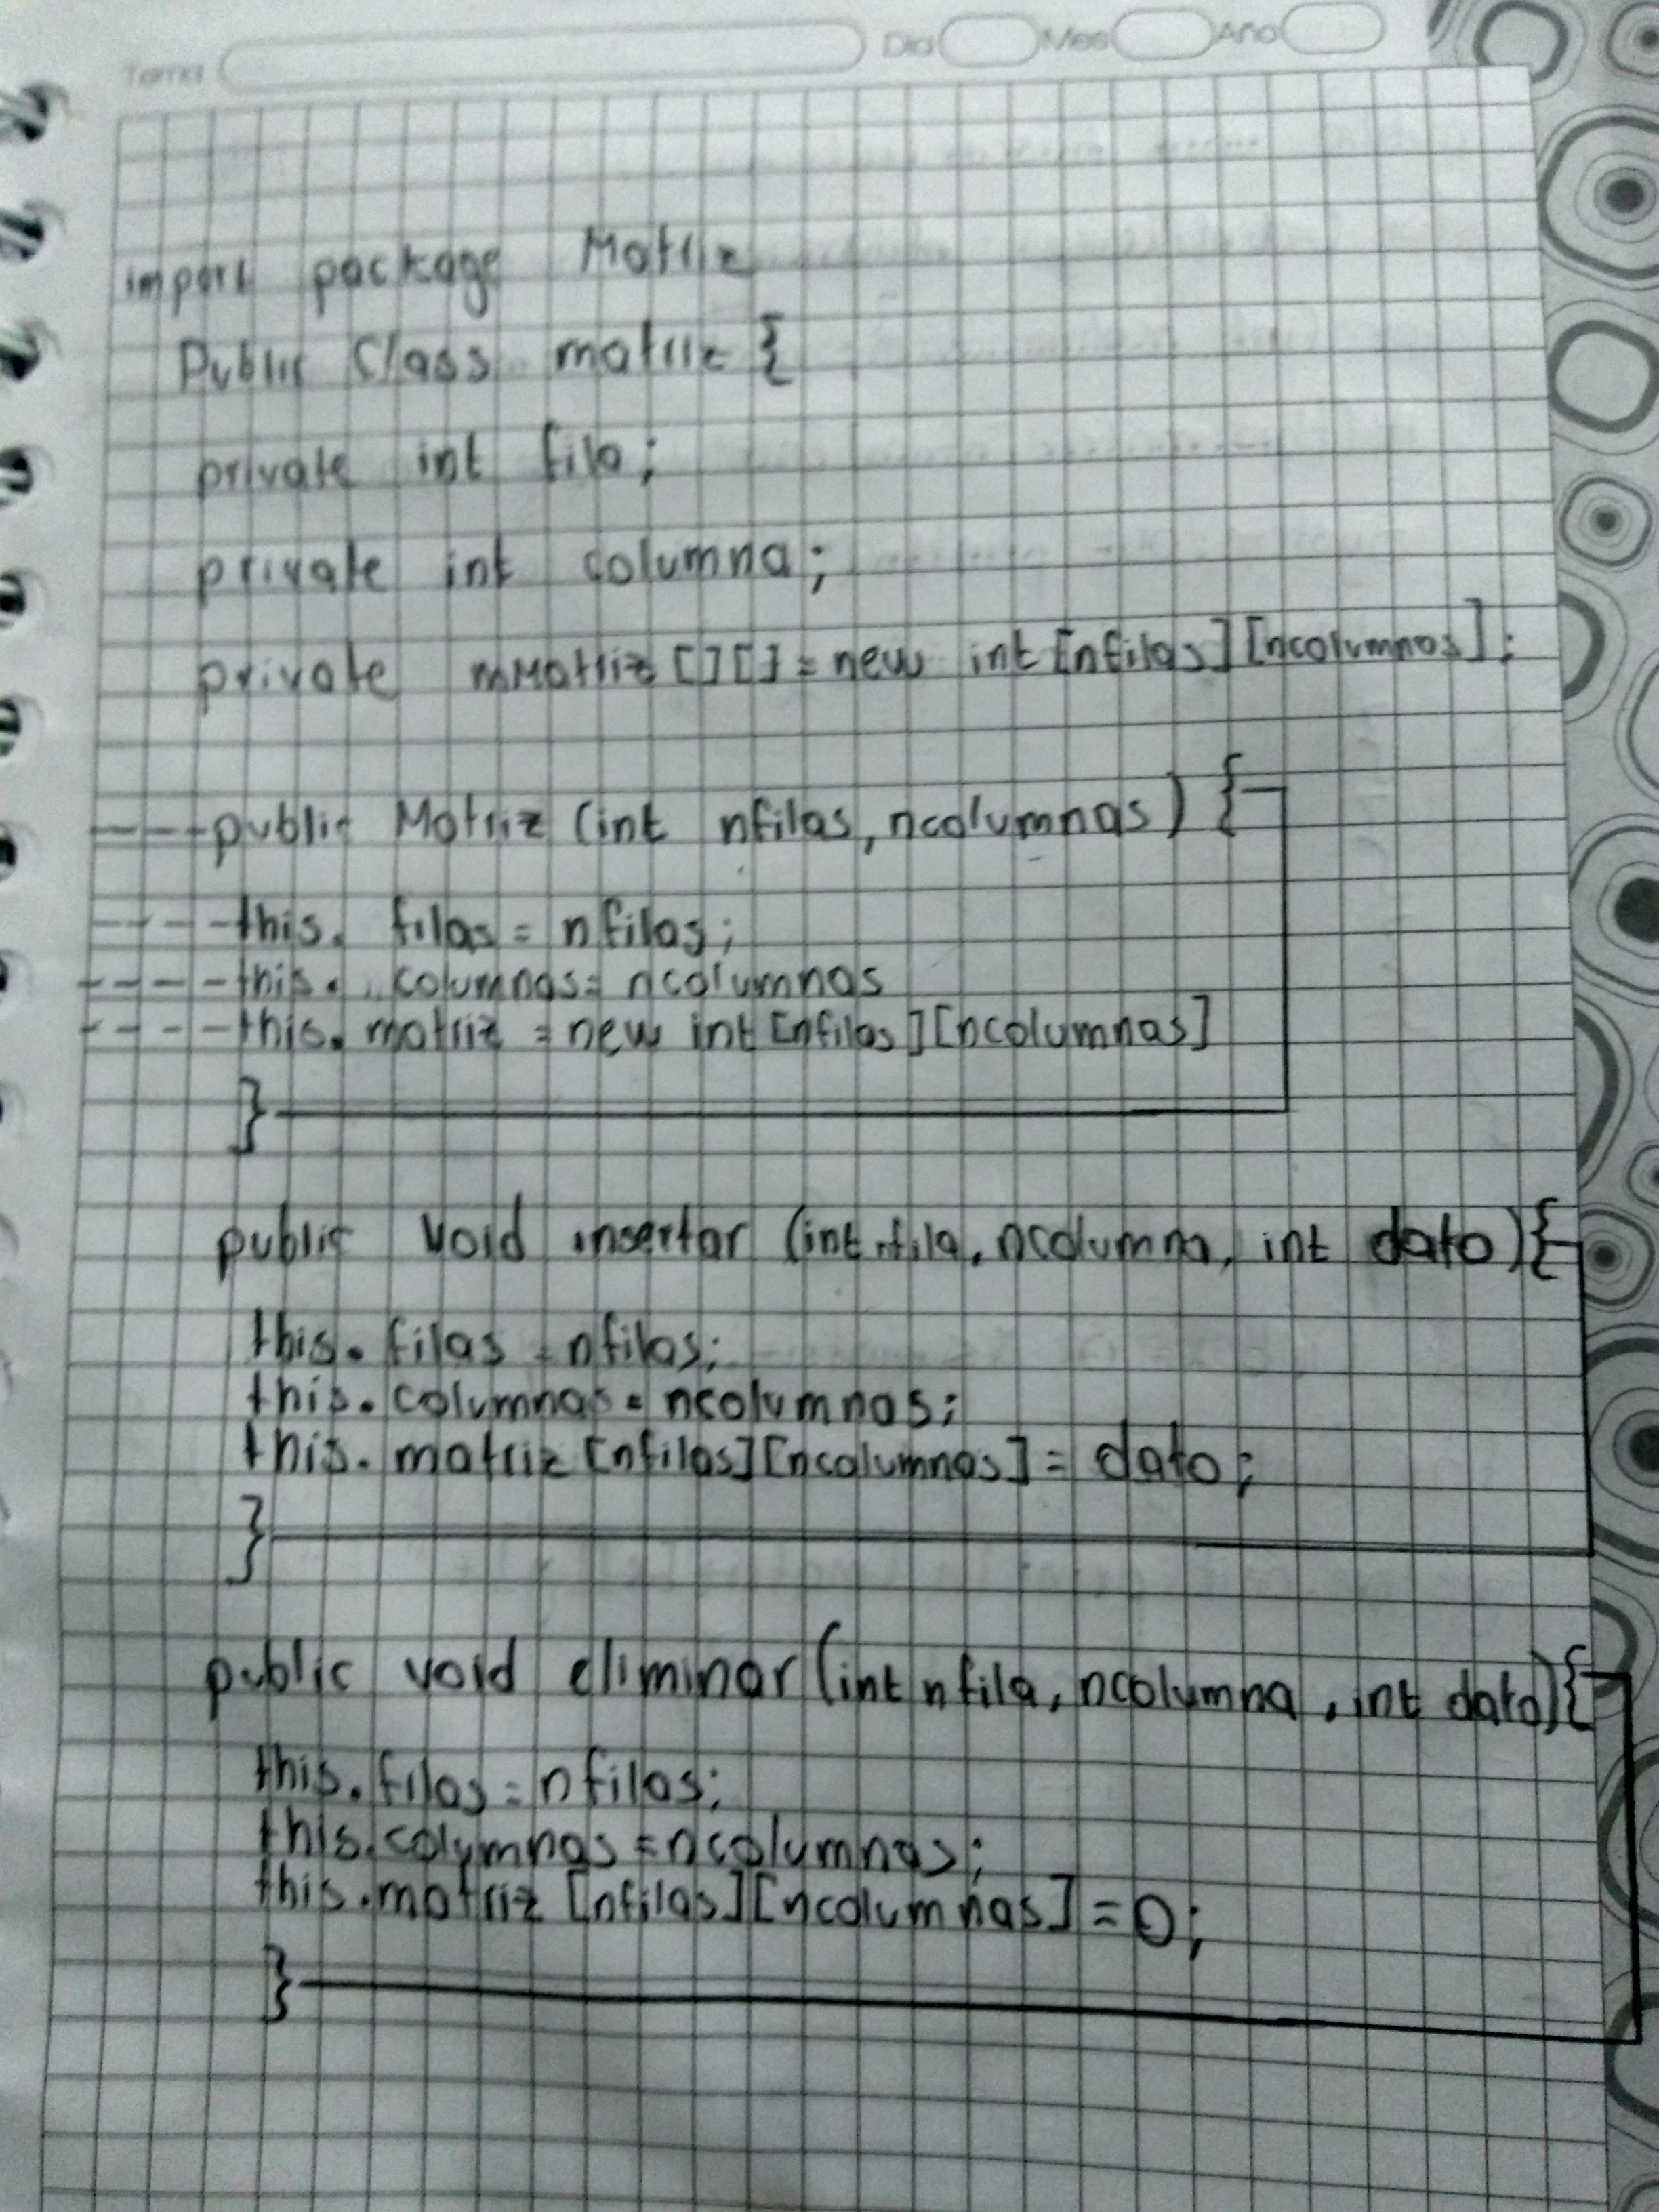 Tema Dia Mes Año
import package Matriz
Public Class matriz {
private int fila;
private int columna;
private mMatriz [][] = new int [nfilas][ncolumnas];
public Matriz (int nfilas, ncolumnas) {
this. filas = nfilas;
this. columnas = ncolumnas
this. matriz = new int [nfilas][ncolumnas]
}
public void insertar (int nfila, ncolumna, int dato){
this. filas = nfilas;
this. columnas = ncolumnas;
this. matriz [nfilas][ncolumnas] = dato;
}
public void eliminar (int nfila, ncolumna, int dato){
this. filas = nfilas;
this. columnas = ncolumnas;
this. matriz [nfilas][ncolumnas] = 0;
}